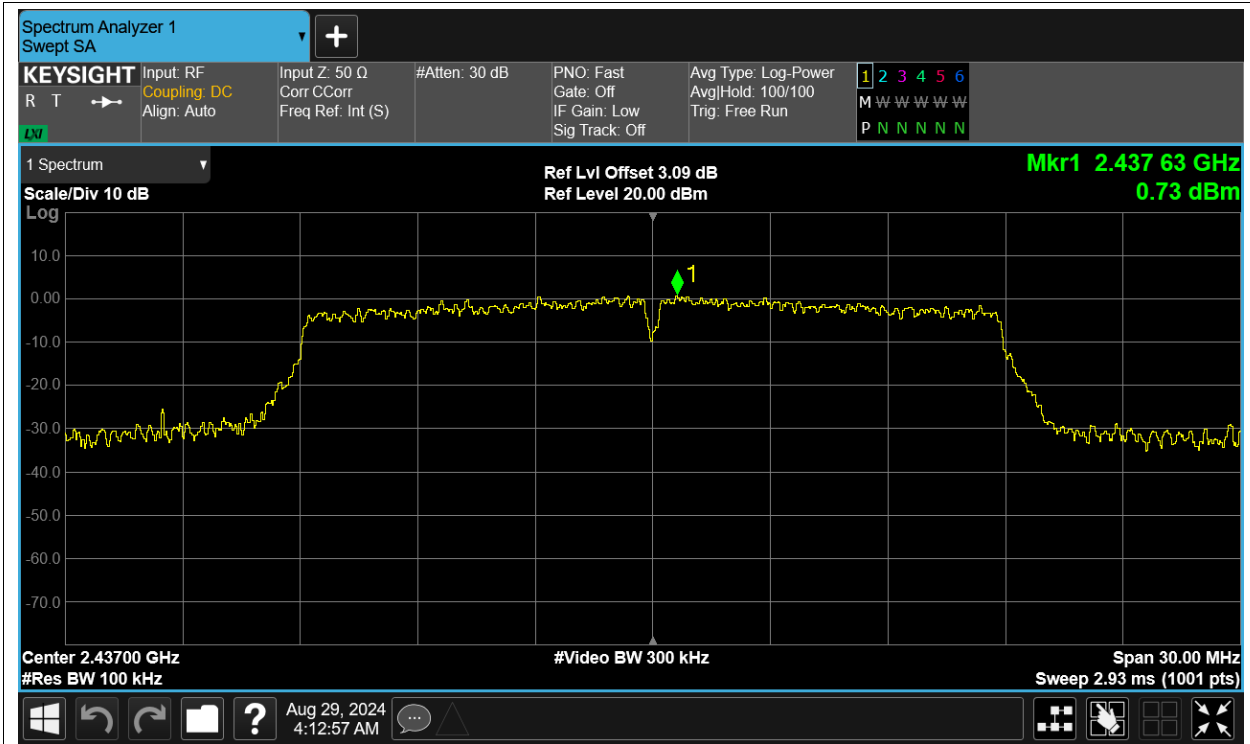 Spectrum Analyzer 1
Swept SA
KEYSIGHT
R T
LXI
Input: RF
Coupling: DC
Align: Auto
Input Z: 50 Ω
Corr CCorr
Freq Ref: Int (S)
#Atten: 30 dB
PNO: Fast
Gate: Off
IF Gain: Low
Sig Track: Off
Avg Type: Log-Power
Avg|Hold: 100/100
Trig: Free Run
1 2 3 4 5 6
M W W W W W W
P N N N N N N
1 Spectrum
Scale/Div 10 dB
Log
Ref Lvl Offset 3.09 dB
Ref Level 20.00 dBm
Mkr1 2.437 63 GHz
0.73 dBm
1
10.0
0.00
-10.0
-20.0
-30.0
-40.0
-50.0
-60.0
-70.0
Center 2.43700 GHz
#Res BW 100 kHz
#Video BW 300 kHz
Span 30.00 MHz
Sweep 2.93 ms (1001 pts)
?
Aug 29, 2024
4:12:57 AM